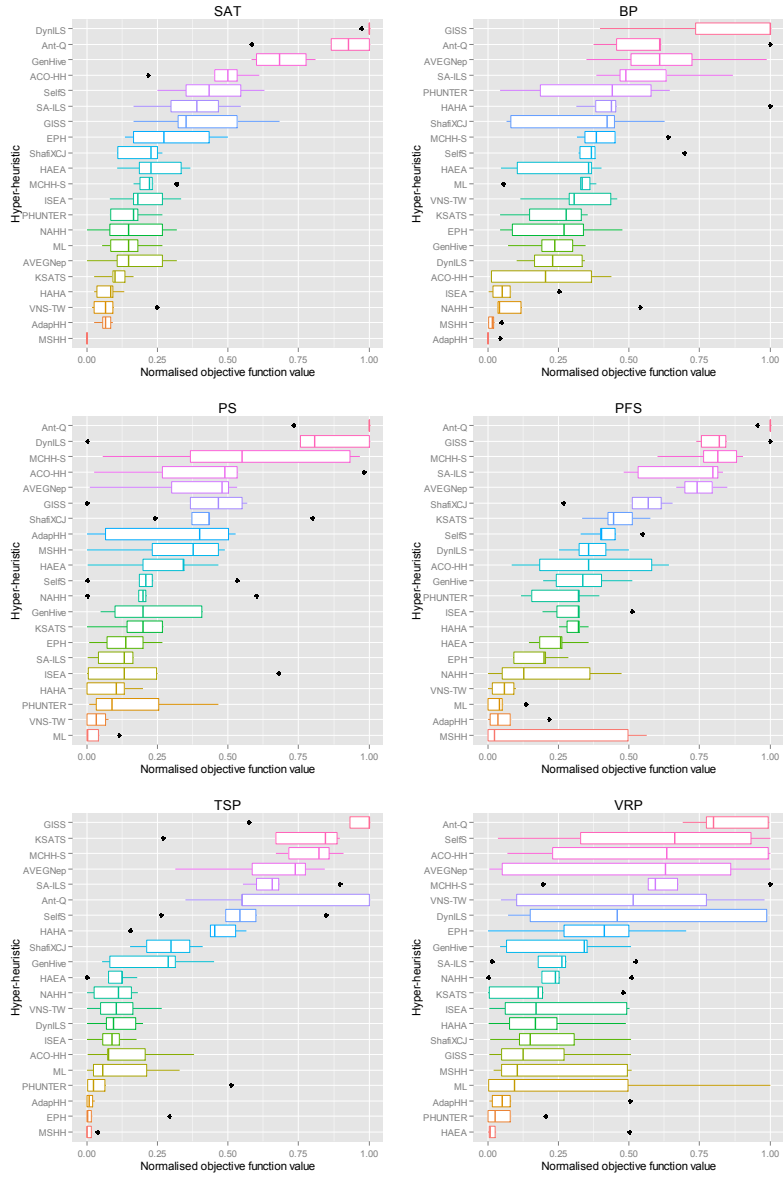 SAT
Hyper-heuristic
DynILS
Ant-Q
GenHive
ACO-HH
SelfS
SA-ILS
GISS
EPH
ShafiXCJ
HAEA
MCHH-S
ISEA
PHUNTER
NAHH
ML
AVEGNep
KSATS
HAHA
VNS-TW
AdapHH
MSHH
0.00 0.25 0.50 0.75 1.00
Normalised objective function value
BP
Hyper-heuristic
GISS
Ant-Q
AVEGNep
SA-ILS
PHUNTER
HAHA
ShafiXCJ
MCHH-S
SelfS
HAEA
ML
VNS-TW
KSATS
EPH
GenHive
DynILS
ACO-HH
ISEA
NAHH
MSHH
AdapHH
0.00 0.25 0.50 0.75 1.00
Normalised objective function value
PS
Hyper-heuristic
Ant-Q
DynILS
MCHH-S
ACO-HH
AVEGNep
GISS
ShafiXCJ
AdapHH
MSHH
HAEA
SelfS
NAHH
GenHive
KSATS
EPH
SA-ILS
ISEA
HAHA
PHUNTER
VNS-TW
ML
0.00 0.25 0.50 0.75 1.00
Normalised objective function value
PFS
Hyper-heuristic
Ant-Q
GISS
MCHH-S
SA-ILS
AVEGNep
ShafiXCJ
KSATS
SelfS
DynILS
ACO-HH
GenHive
PHUNTER
ISEA
HAHA
HAEA
EPH
NAHH
VNS-TW
ML
AdapHH
MSHH
0.00 0.25 0.50 0.75 1.00
Normalised objective function value
TSP
Hyper-heuristic
GISS
KSATS
MCHH-S
AVEGNep
SA-ILS
Ant-Q
SelfS
HAHA
ShafiXCJ
GenHive
HAEA
NAHH
VNS-TW
DynILS
ISEA
ACO-HH
ML
PHUNTER
AdapHH
EPH
MSHH
0.00 0.25 0.50 0.75 1.00
Normalised objective function value
VRP
Hyper-heuristic
Ant-Q
SelfS
ACO-HH
AVEGNep
MCHH-S
VNS-TW
DynILS
EPH
GenHive
SA-ILS
NAHH
KSATS
ISEA
HAHA
ShafiXCJ
GISS
MSHH
ML
AdapHH
PHUNTER
HAEA
0.00 0.25 0.50 0.75 1.00
Normalised objective function value